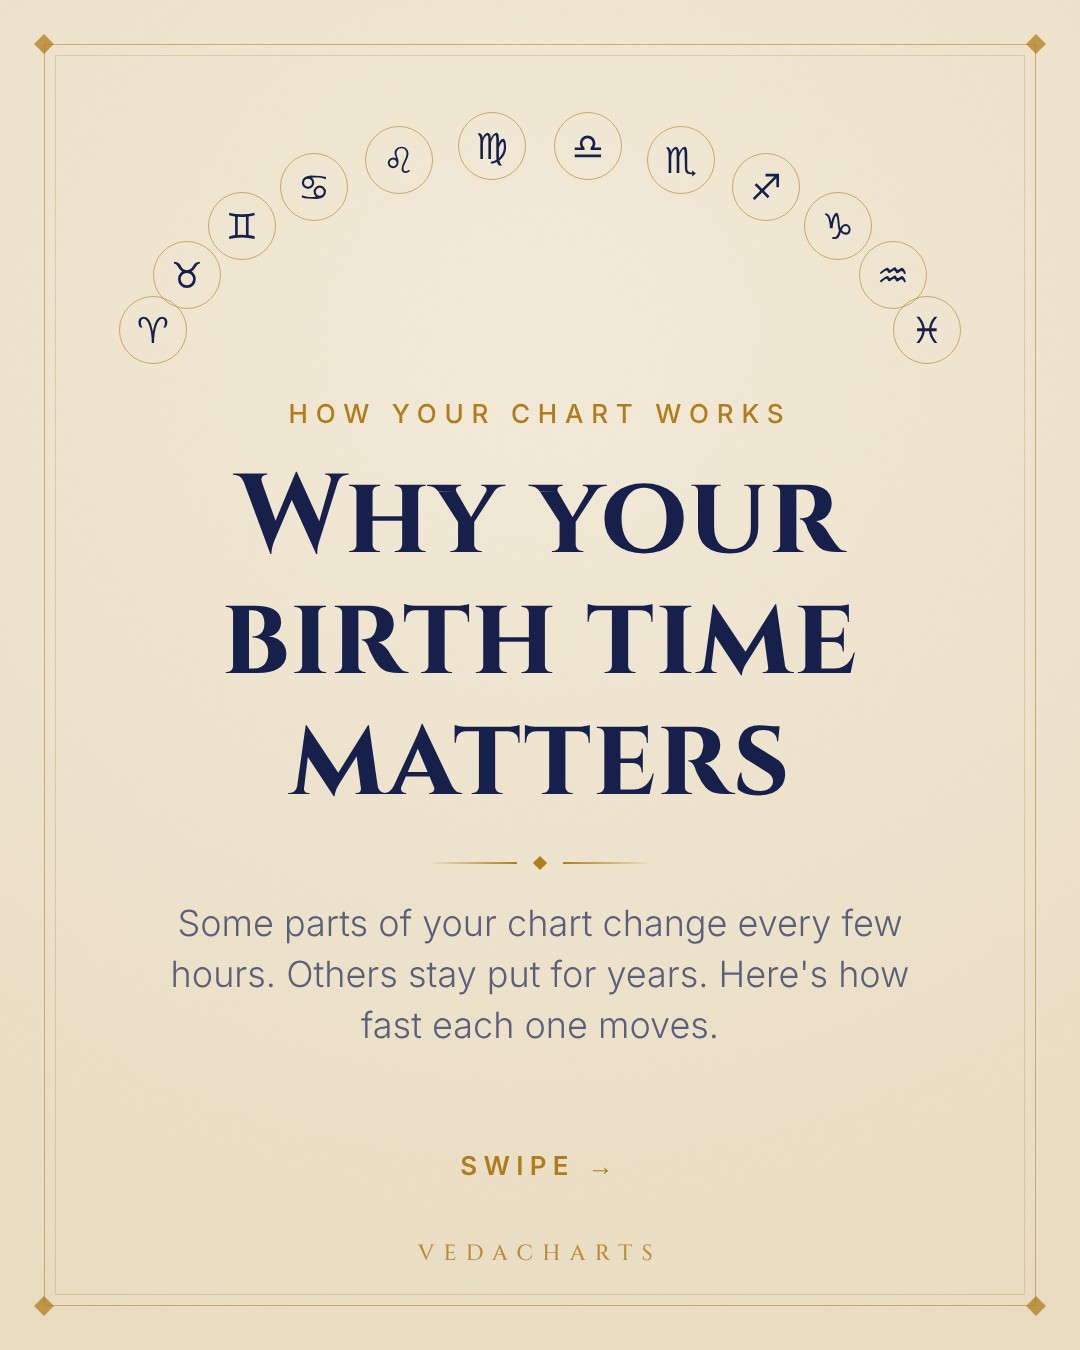 ♈︎ ♉︎ ♊︎ ♋︎ ♌︎ ♍︎ ♎︎ ♏︎ ♐︎ ♑︎ ♒︎ ♓︎
HOW YOUR CHART WORKS
WHY YOUR
BIRTH TIME
MATTERS
Some parts of your chart change every few
hours. Others stay put for years. Here's how
fast each one moves.
SWIPE →
VEDACHARTS